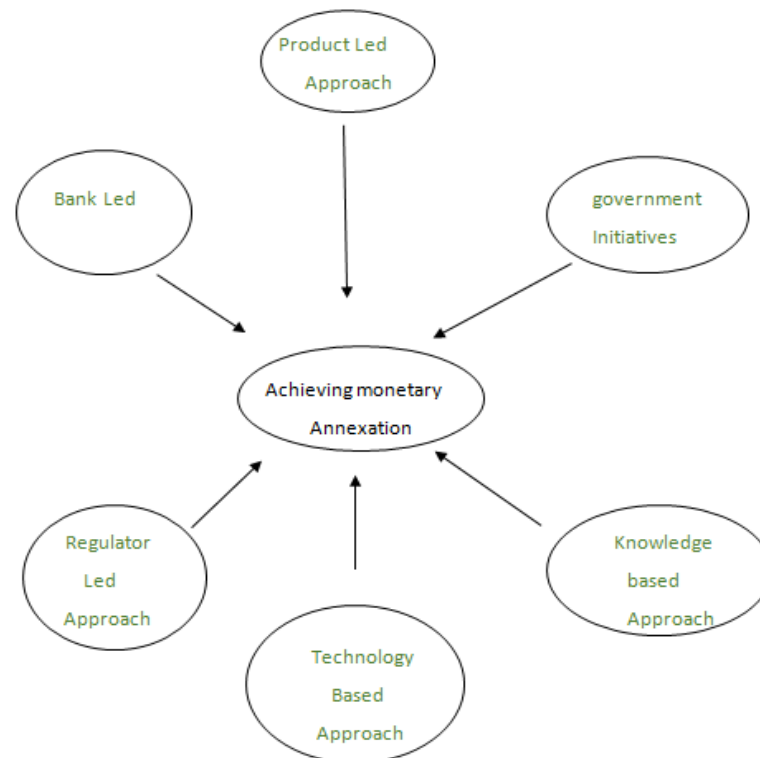 Product Led
Approach
Bank Led
government
Initiatives
Achieving monetary
Annexation
Regulator
Led
Approach
Knowledge
based
Approach
Technology
Based
Approach